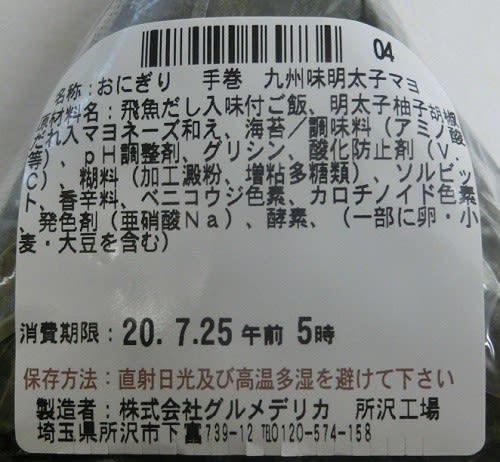 04
名称:おにぎり 手巻 九州味明太子マヨ
原材料名:飛魚だし入味付ご飯、明太子柚子胡椒
だれ入マヨネーズ和え、海苔/調味料(アミノ酸
等)、pH調整剤、グリシン、酸化防止剤(V.
C)、糊料(加工澱粉、増粘多糖類)、ソルビッ
ト、香辛料、ベニコウジ色素、カロチノイド色素
、発色剤(亜硝酸Na)、酵素、(一部に卵・小
麦・大豆を含む)
消費期限:20. 7.25 午前 5時
保存方法:直射日光及び高温多湿を避けて下さい
製造者:株式会社グルメデリカ 所沢工場
埼玉県所沢市下富739-12 ℡0120-574-158